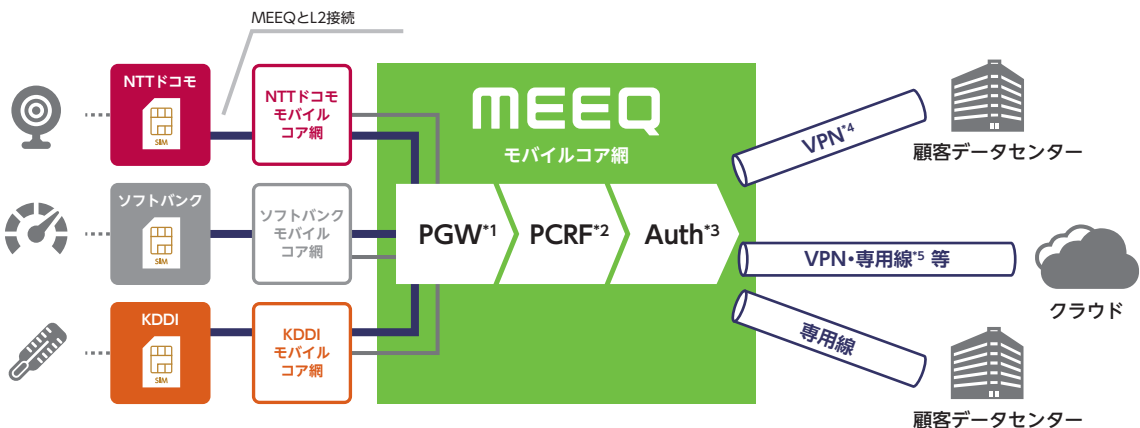 MEEQとL2接続
NTTドコモ
SIM
NTTドコモ
モバイル
コア網
ソフトバンク
SIM
ソフトバンク
モバイル
コア網
KDDI
SIM
KDDI
モバイル
コア網
MEEQ
モバイルコア網
PGW*1
PCRF*2
Auth*3
VPN*4
顧客データセンター
VPN・専用線*5 等
クラウド
専用線
顧客データセンター